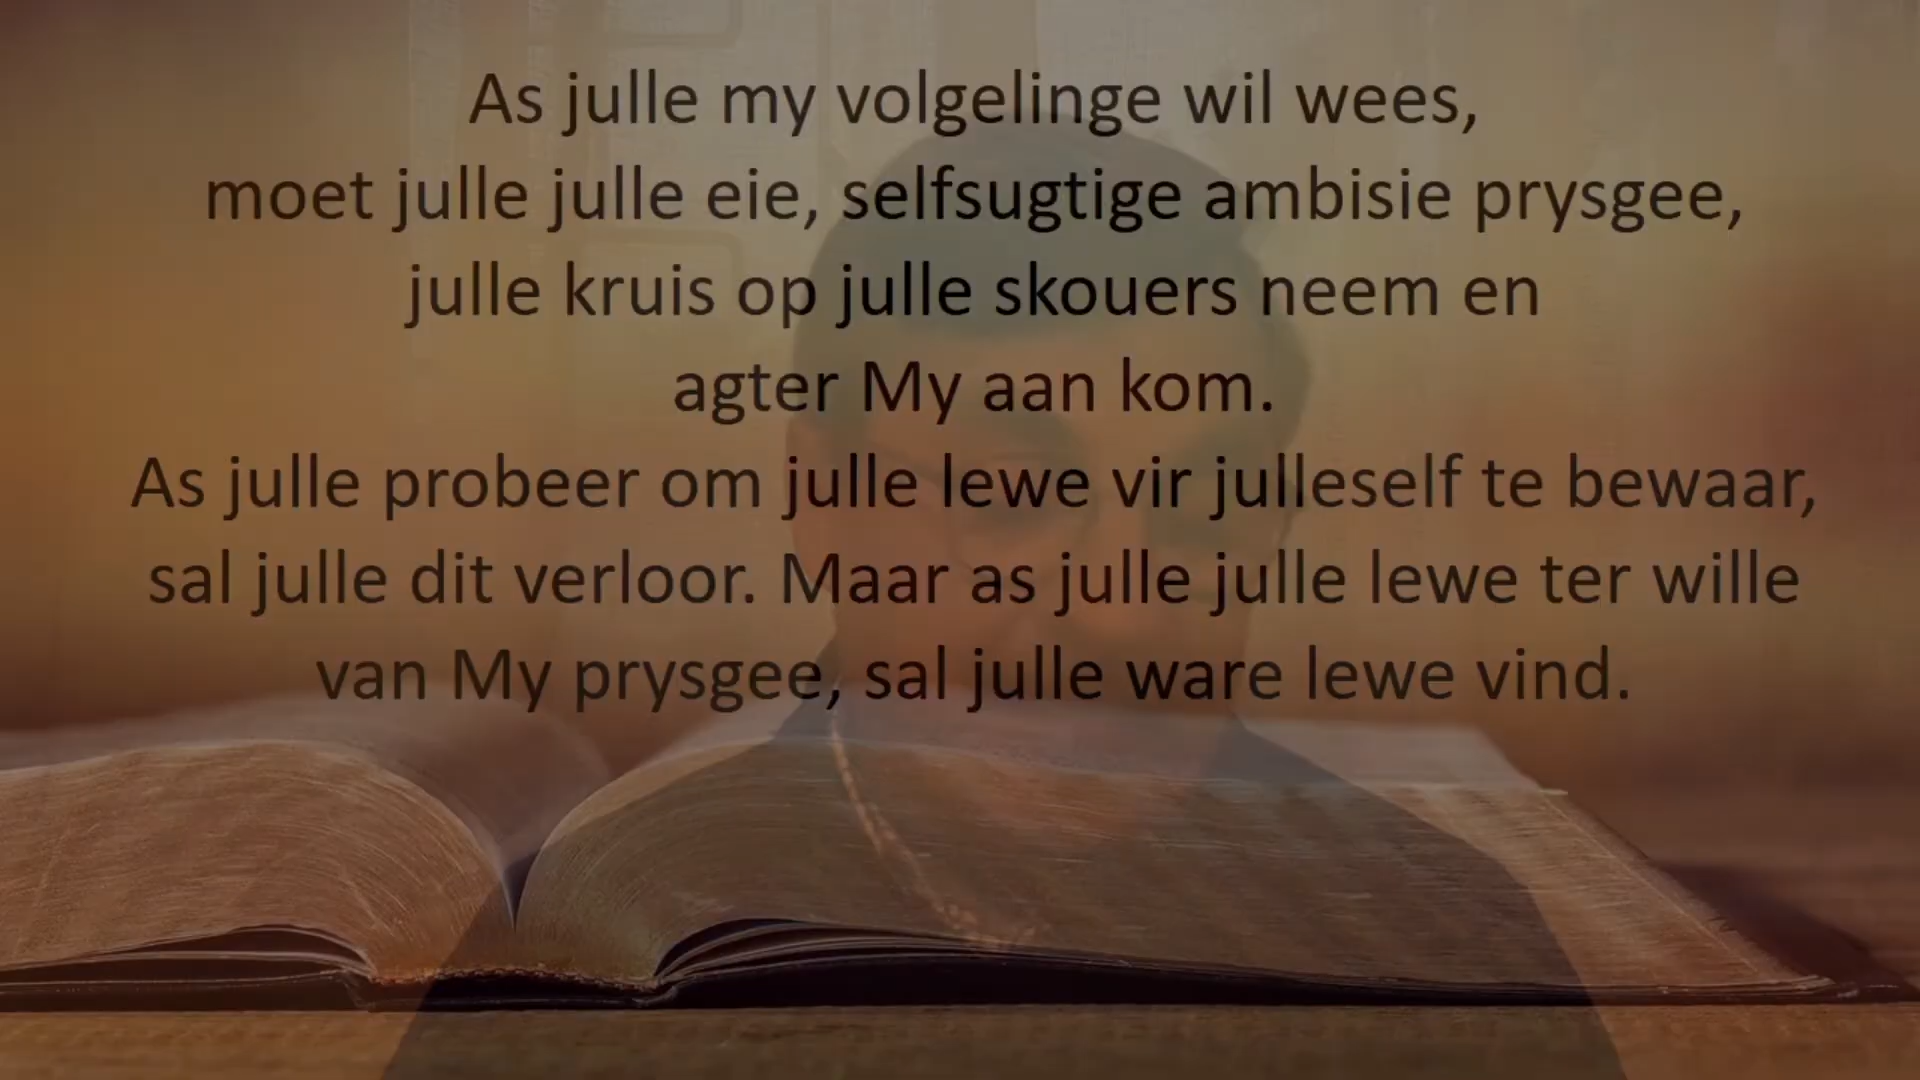 As julle my volgelinge wil wees,
moet julle julle eie, selfsugtige ambisie prysgee,
julle kruis op julle skouers neem en
agter My aan kom.
As julle probeer om julle lewe vir julleself te bewaar,
sal julle dit verloor. Maar as julle julle lewe ter wille
van My prysgee, sal julle ware lewe vind.